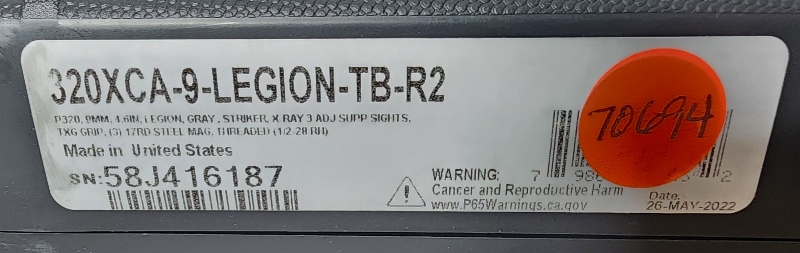 320XCA-9-LEGION-TB-R2
P320, 9MM, 4.6IN, LEGION, GRAY , STRIKER, X RAY 3 ADJ SUPP SIGHTS,
TXG GRIP, (3) 17RD STEEL MAG, THREADED (1/2-28 RH)
Made in United States
SN:58J416187
70694
WARNING:
Cancer and Reproductive Harm
www.P65Warnings.ca.gov
7 2
Date:
26-MAY-2022